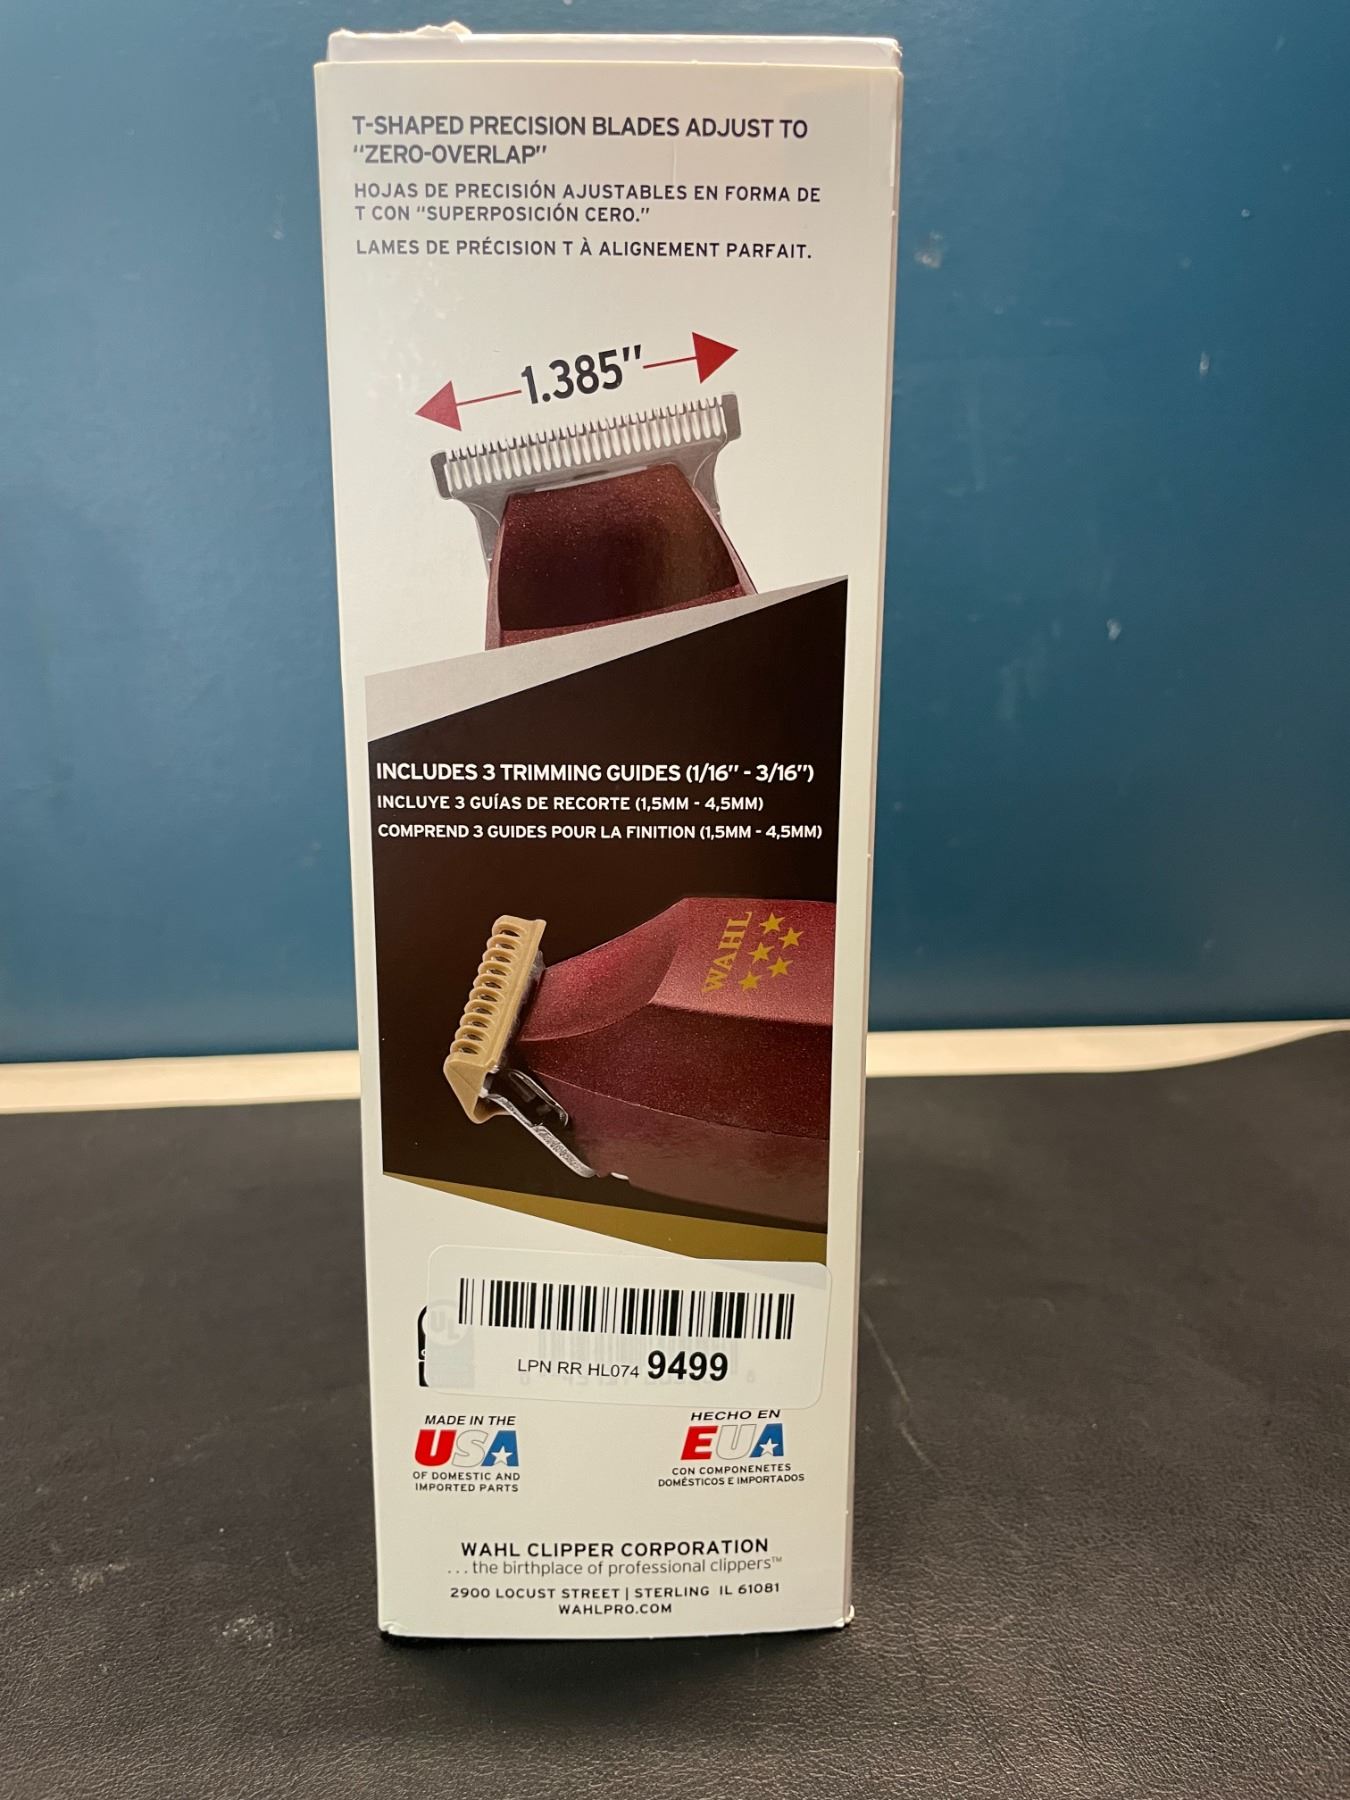 T-SHAPED PRECISION BLADES ADJUST TO
"ZERO-OVERLAP"
HOJAS DE PRECISIÓN AJUSTABLES EN FORMA DE
T CON "SUPERPOSICIÓN CERO."
LAMES DE PRÉCISION T À ALIGNEMENT PARFAIT.
1.385"
INCLUDES 3 TRIMMING GUIDES (1/16" - 3/16")
INCLUYE 3 GUÍAS DE RECORTE (1,5MM - 4,5MM)
COMPREND 3 GUIDES POUR LA FINITION (1,5MM - 4,5MM)
WAHL
UL
LPN RR HL074 9499
MADE IN THE
USA
OF DOMESTIC AND
IMPORTED PARTS
HECHO EN
EUA
CON COMPONENETES
DOMÉSTICOS E IMPORTADOS
WAHL CLIPPER CORPORATION
...the birthplace of professional clippers™
2900 LOCUST STREET | STERLING IL 61081
WAHLPRO.COM